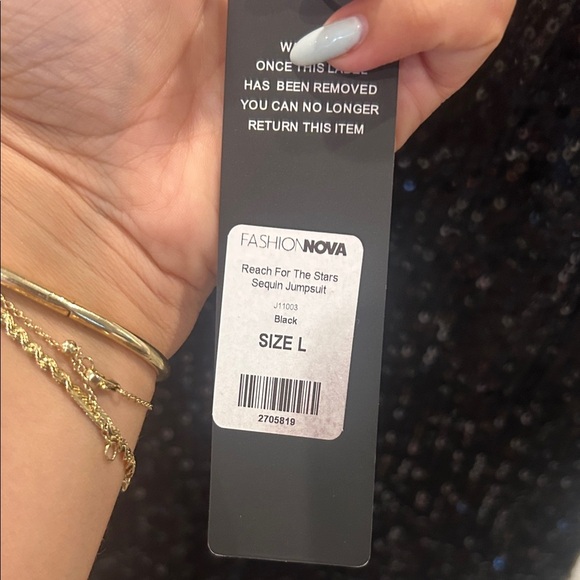 ONCE THIS LABEL
HAS BEEN REMOVED
YOU CAN NO LONGER
RETURN THIS ITEM
FASHIONNOVA
Reach For The Stars
Sequin Jumpsuit
J11003
Black
SIZE L
2705819